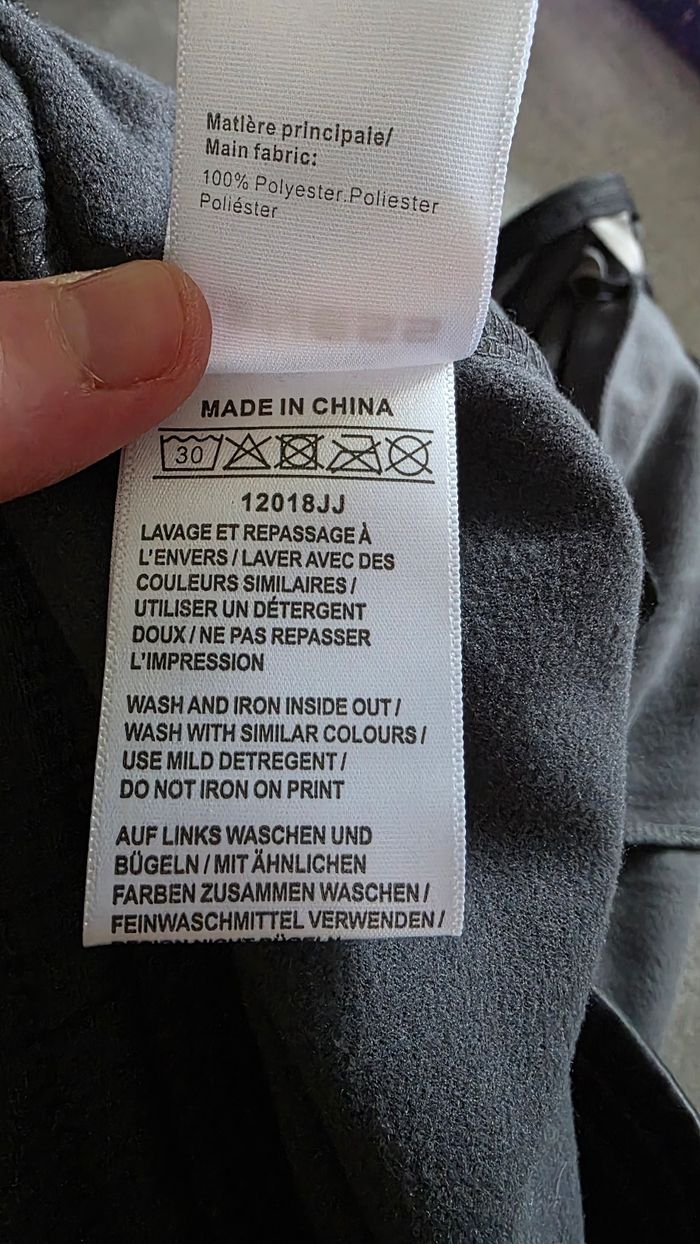 Matière principale/
Main fabric:
100% Polyester.Poliester
Poliéster
MADE IN CHINA
30
12018JJ
LAVAGE ET REPASSAGE À
L'ENVERS / LAVER AVEC DES
COULEURS SIMILAIRES /
UTILISER UN DÉTERGENT
DOUX / NE PAS REPASSER
L'IMPRESSION
WASH AND IRON INSIDE OUT /
WASH WITH SIMILAR COLOURS /
USE MILD DETREGENT /
DO NOT IRON ON PRINT
AUF LINKS WASCHEN UND
BÜGELN / MIT ÄHNLICHEN
FARBEN ZUSAMMEN WASCHEN /
FEINWASCHMITTEL VERWENDEN /